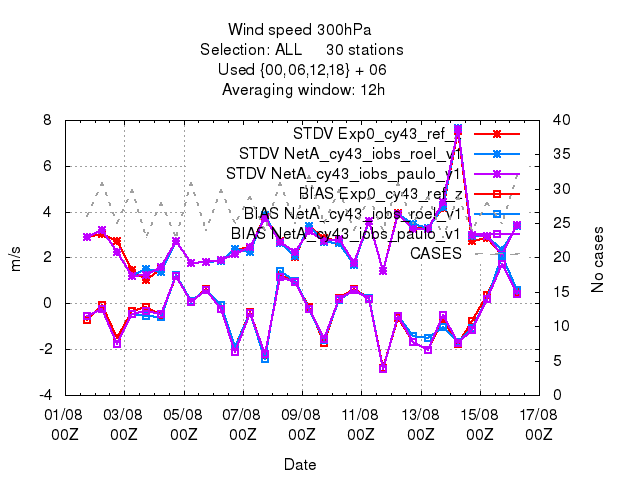 Wind speed 300hPa
Selection: ALL 30 stations
Used {00,06,12,18} + 06
Averaging window: 12h
8
6
4
2
0
-2
-4
m/s
40
35
30
25
20
15
10
5
0
No cases
STDV Exp0_cy43_ref_z
STDV NetA_cy43_iobs_roel_v1
STDV NetA_cy43_iobs_paulo_v1
BIAS Exp0_cy43_ref_z
BIAS NetA_cy43_iobs_roel_v1
BIAS NetA_cy43_iobs_paulo_v1
CASES
01/08 03/08 05/08 07/08 09/08 11/08 13/08 15/08 17/08
00Z 00Z 00Z 00Z 00Z 00Z 00Z 00Z 00Z
Date